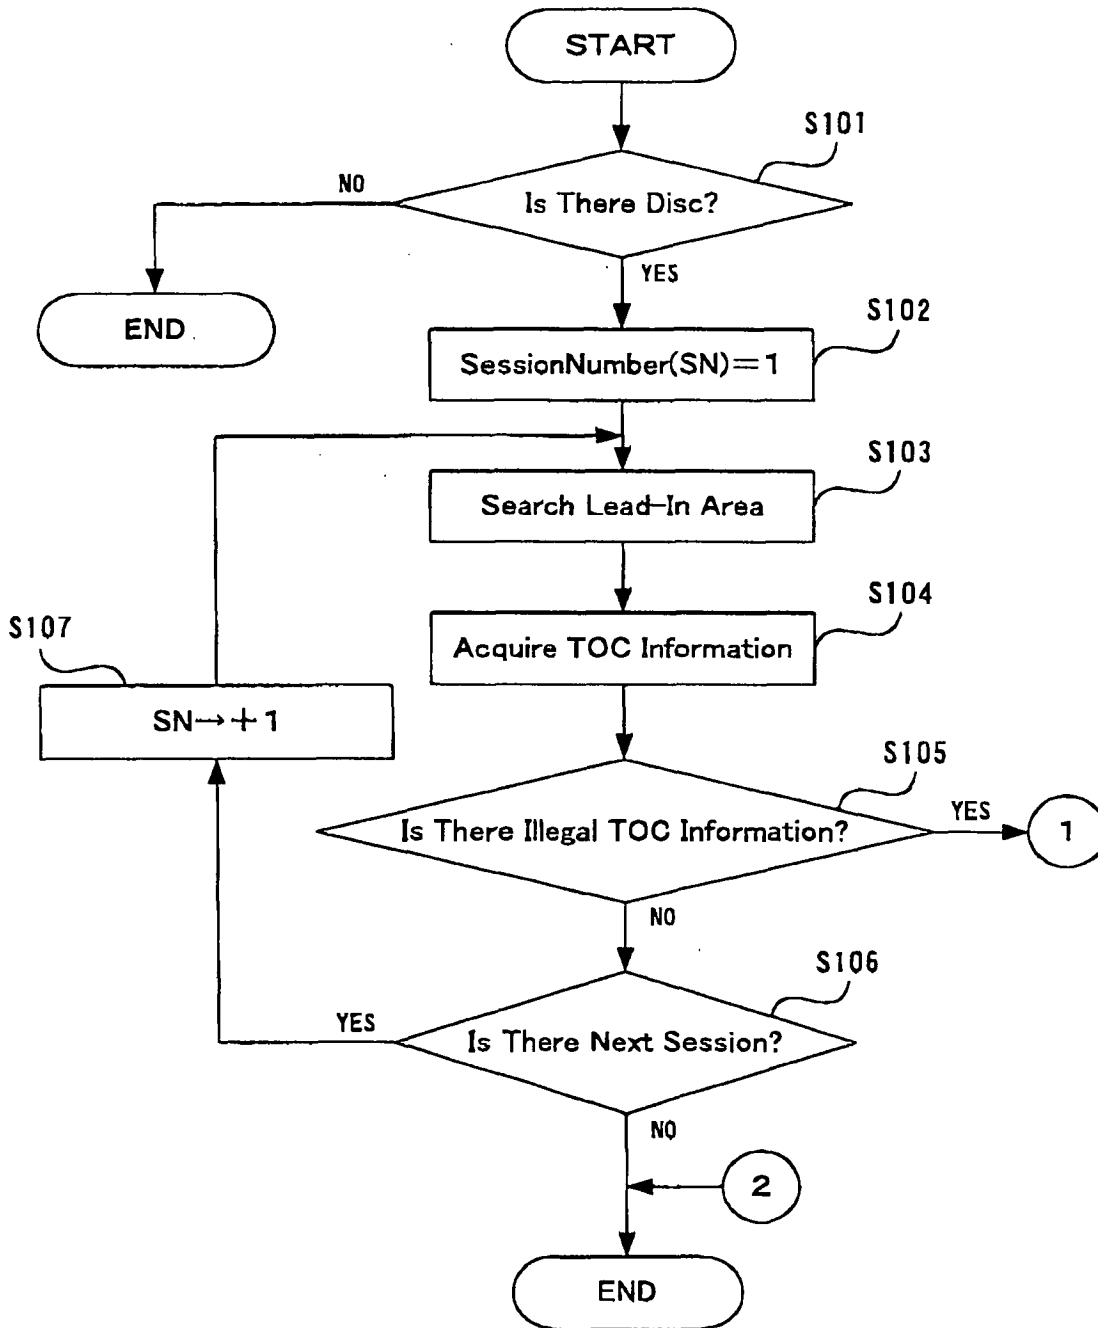 START
S101
NO
Is There Disc?
YES
END
S102
SessionNumber(SN)=1
S103
Search Lead-In Area
S104
Acquire TOC Information
S107
SN→+1
S105
Is There Illegal TOC Information?
YES
1
NO
S106
YES
Is There Next Session?
NO
2
END